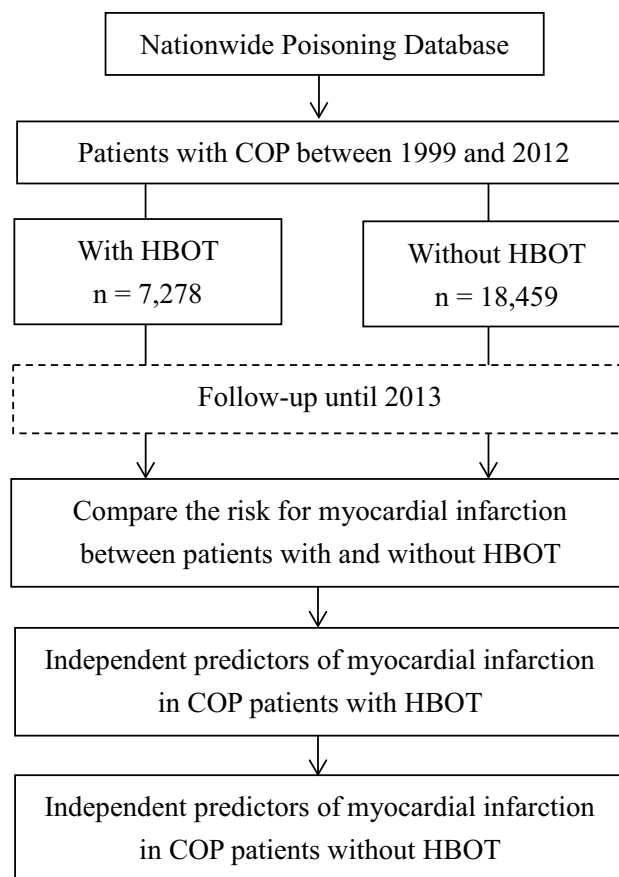 Nationwide Poisoning Database
Patients with COP between 1999 and 2012
With HBOT
n = 7,278
Without HBOT
n = 18,459
Follow-up until 2013
Compare the risk for myocardial infarction
between patients with and without HBOT
Independent predictors of myocardial infarction
in COP patients with HBOT
Independent predictors of myocardial infarction
in COP patients without HBOT